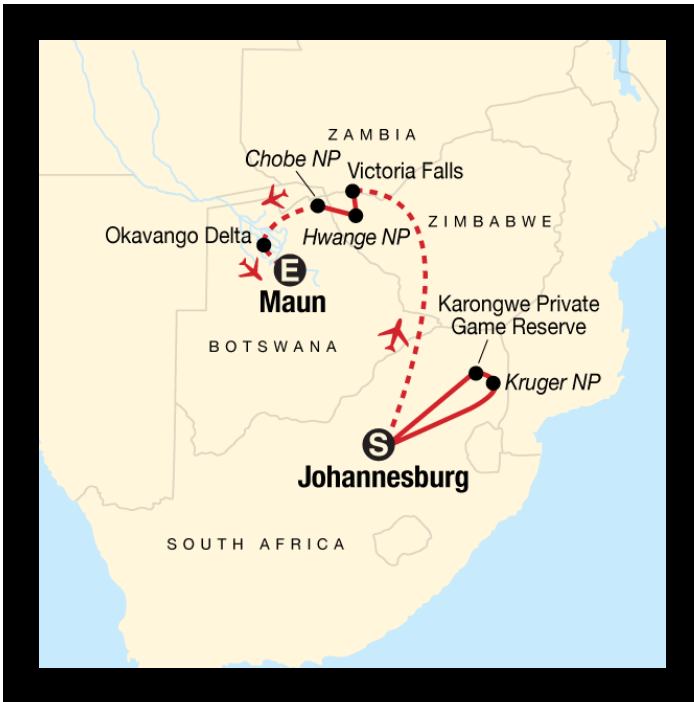 ZAMBIA
Chobe NP
Victoria Falls
ZIMBABWE
Okavango Delta
Hwange NP
E
Maun
Karongwe Private
Game Reserve
BOTSWANA
Kruger NP
S
Johannesburg
SOUTH AFRICA